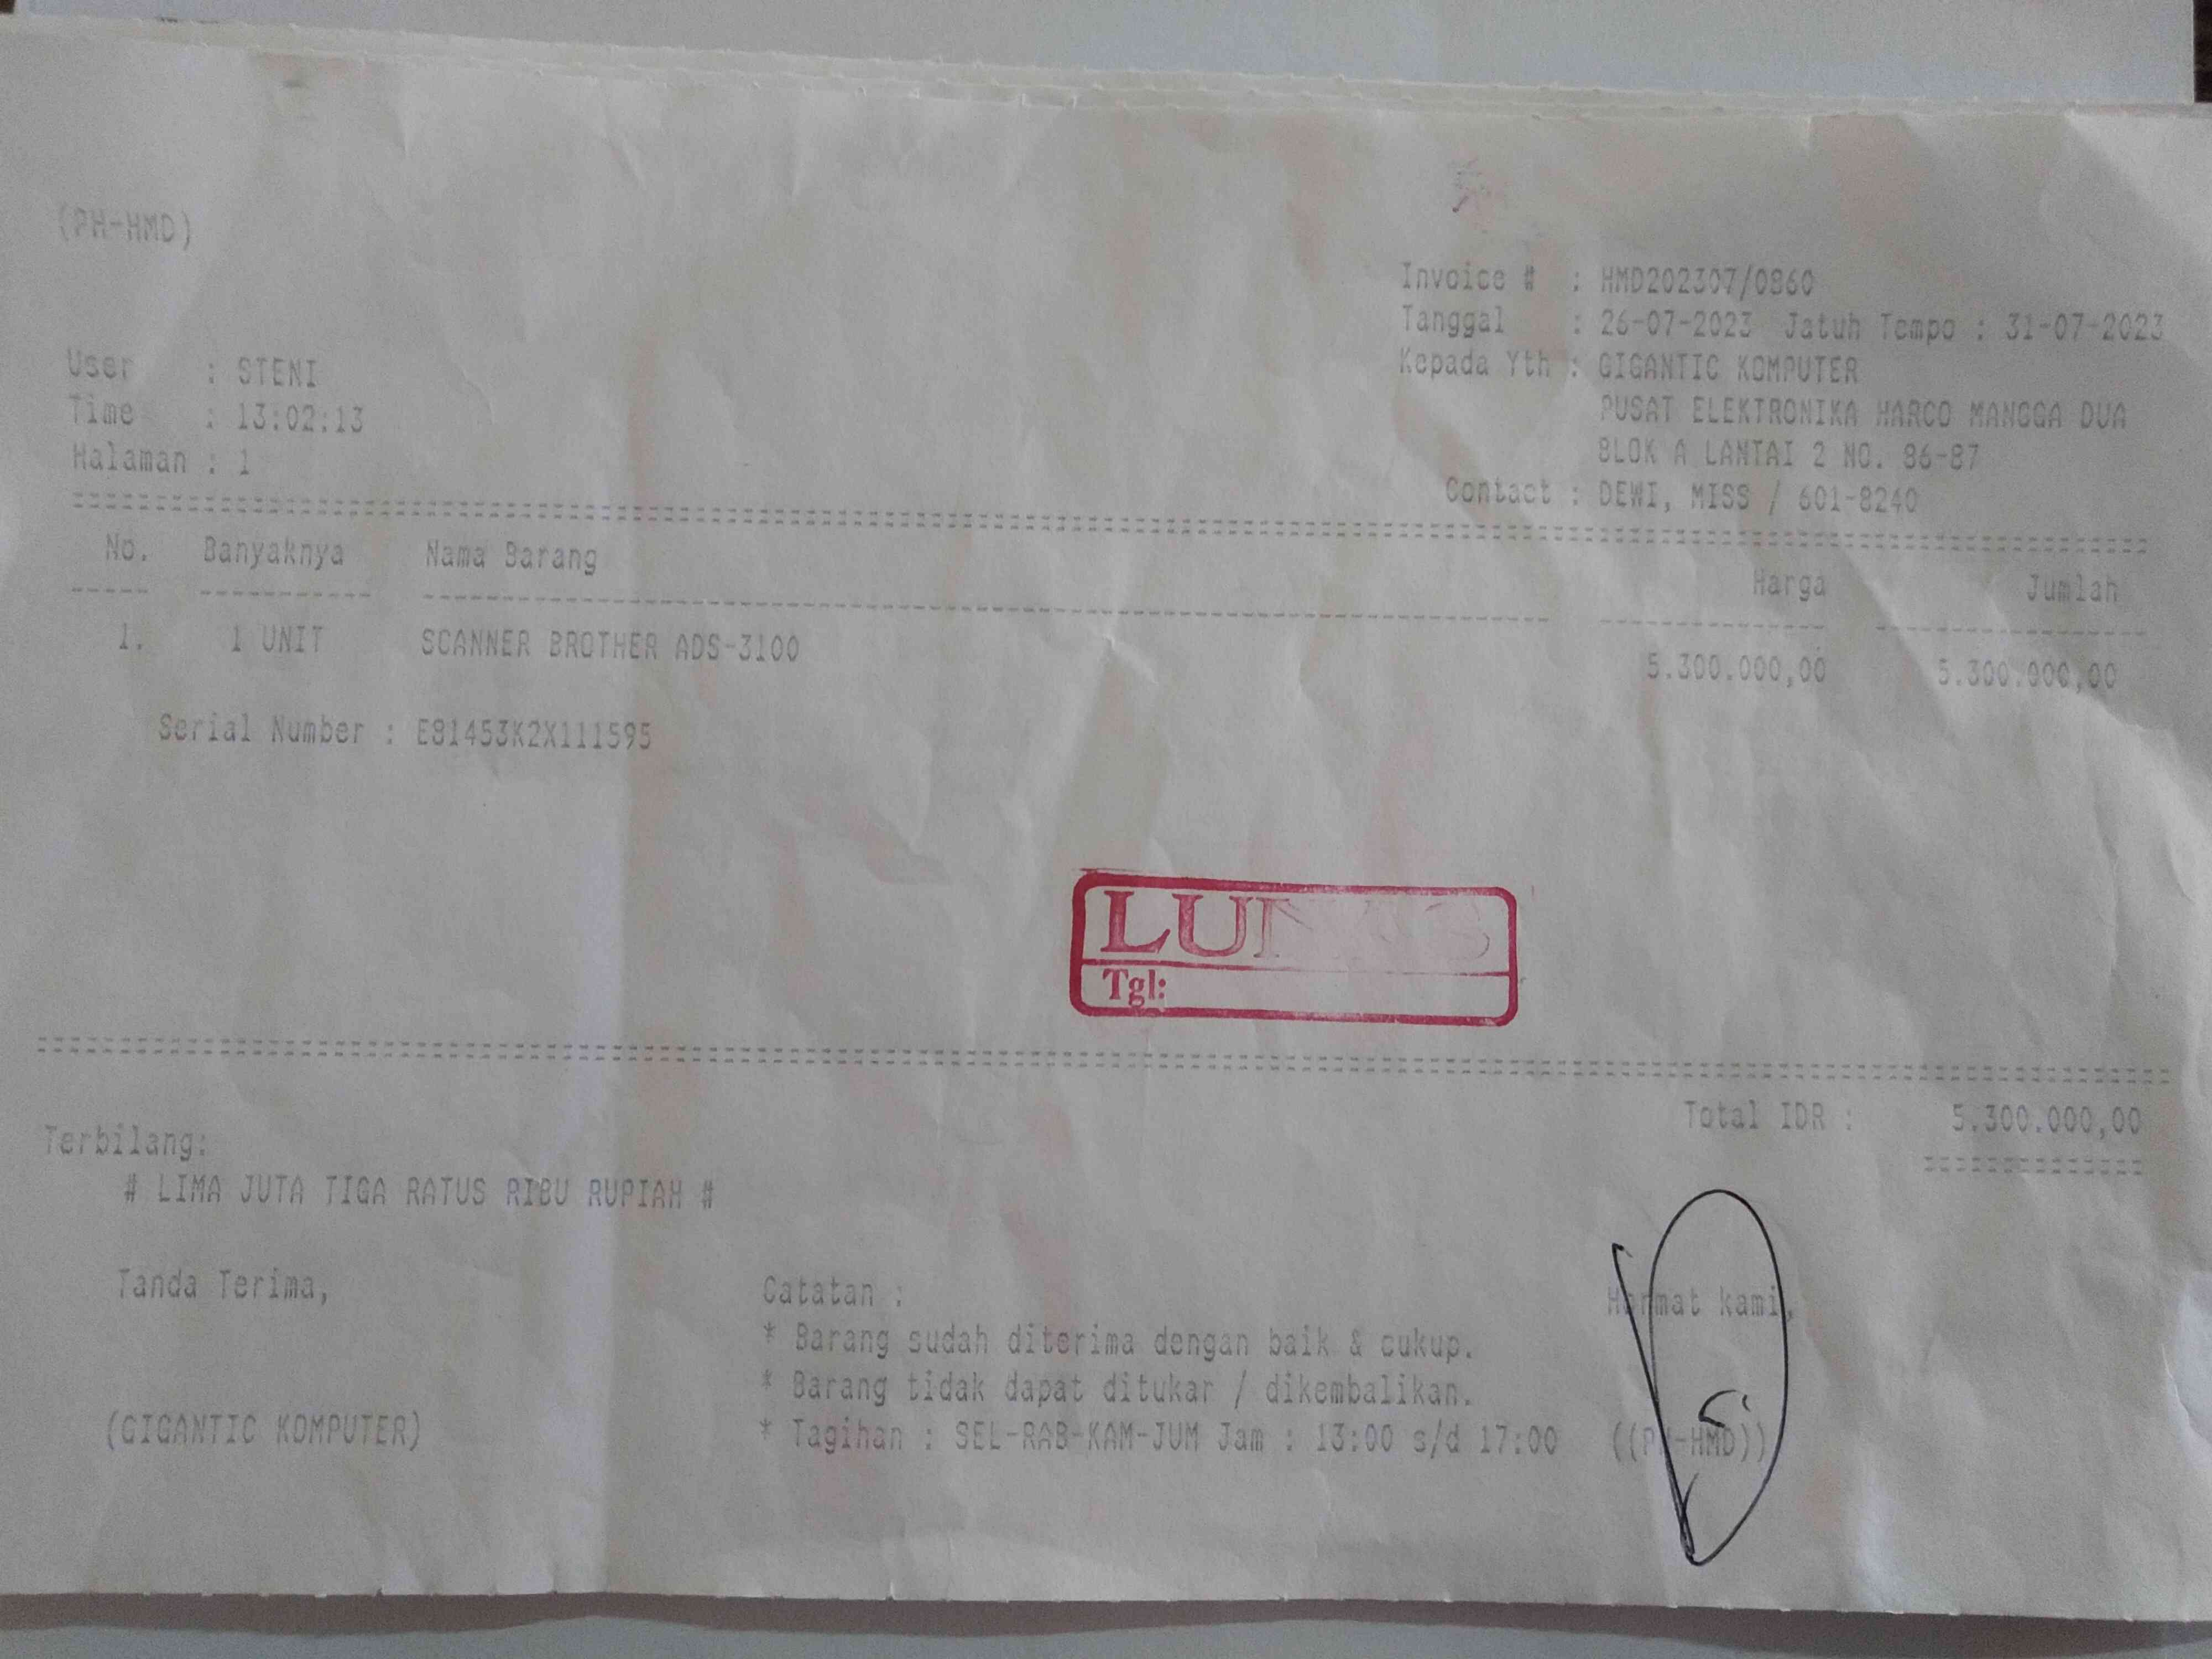 (PH-HMD)
Invoice # : HMD202307/0860
Tanggal : 26-07-2023 Jatuh Tempo : 31-07-2023
Kepada Yth : GIGANTIC KOMPUTER
PUSAT ELEKTRONIKA HARCO MANGGA DUA
BLOK A LANTAI 2 NO. 86-87
Contact : DEWI, MISS / 601-8240
User : STENI
Time : 13:02:13
Halaman : 1
No. Banyaknya Nama Barang Harga Jumlah
1. 1 UNIT SCANNER BROTHER ADS-3100 5.300.000,00 5.300.000,00
Serial Number : E81453K2X111595
LUNAS
Tgl:
Total IDR : 5.300.000,00
Terbilang:
# LIMA JUTA TIGA RATUS RIBU RUPIAH #
Tanda Terima,
(GIGANTIC KOMPUTER)
Catatan :
* Barang sudah diterima dengan baik & cukup.
* Barang tidak dapat ditukar / dikembalikan.
* Tagihan : SEL-RAB-KAM-JUM Jam : 13:00 s/d 17:00
Hormat kami,
((PH-HMD))